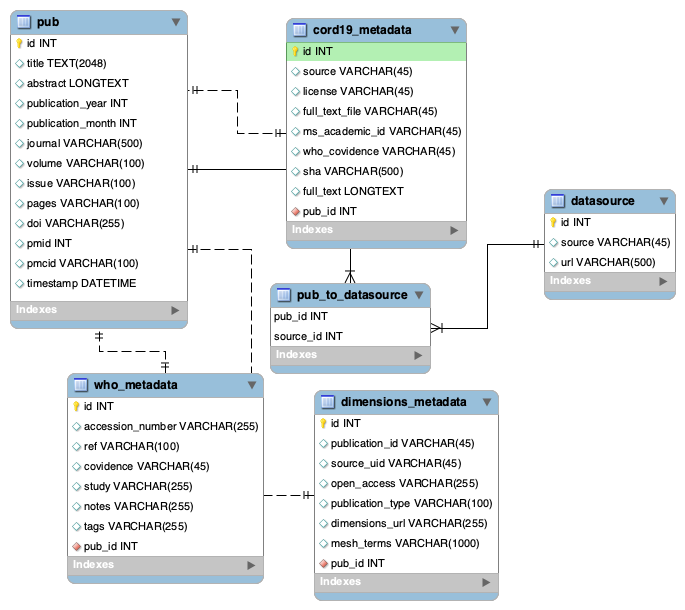 pub
id INT
title TEXT(2048)
abstract LONGTEXT
publication_year INT
publication_month INT
journal VARCHAR(500)
volume VARCHAR(100)
issue VARCHAR(100)
pages VARCHAR(100)
doi VARCHAR(255)
pmid INT
pmcid VARCHAR(100)
timestamp DATETIME
Indexes
cord19_metadata
id INT
source VARCHAR(45)
license VARCHAR(45)
full_text_file VARCHAR(45)
ms_academic_id VARCHAR(45)
who_covidence VARCHAR(45)
sha VARCHAR(500)
full_text LONGTEXT
pub_id INT
Indexes
datasource
id INT
source VARCHAR(45)
url VARCHAR(500)
Indexes
pub_to_datasource
pub_id INT
source_id INT
Indexes
who_metadata
id INT
accession_number VARCHAR(255)
ref VARCHAR(100)
covidence VARCHAR(45)
study VARCHAR(255)
notes VARCHAR(255)
tags VARCHAR(255)
pub_id INT
Indexes
dimensions_metadata
id INT
publication_id VARCHAR(45)
source_uid VARCHAR(45)
open_access VARCHAR(255)
publication_type VARCHAR(100)
dimensions_url VARCHAR(255)
mesh_terms VARCHAR(1000)
pub_id INT
Indexes